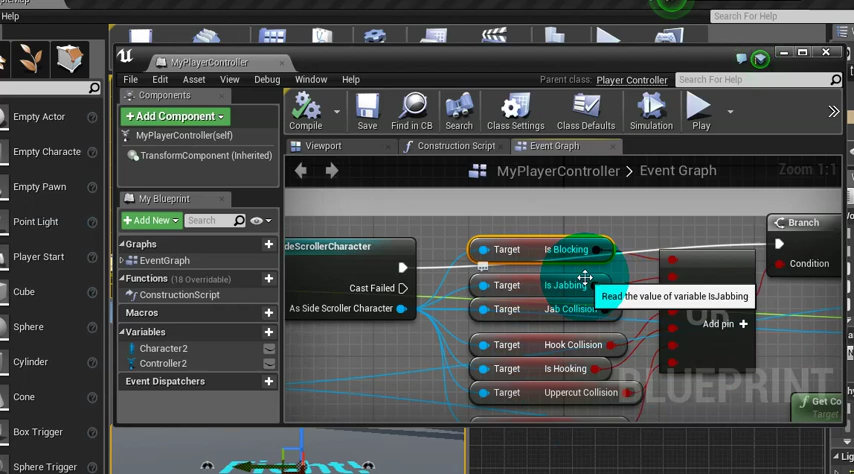 Help
Search For Help
MyPlayerController
File Edit Asset View Debug Window Help
Parent class: Player Controller
Search For Help
Components
+ Add Component
MyPlayerController(self)
TransformComponent (Inherited)
Compile Save Find in CB Search Class Settings Class Defaults Simulation Play
Viewport
Construction Script
Event Graph
MyPlayerController > Event Graph
Zoom 1:1
My Blueprint
+ Add New
Search
Graphs
EventGraph
Functions (18 Overridable)
ConstructionScript
Macros
Variables
Character2
Controller2
Event Dispatchers
Empty Actor
Empty Characte
Empty Pawn
Point Light
Player Start
Cube
Sphere
Cylinder
Cone
Box Trigger
Sphere Trigger
deScrollerCharacter
Cast Failed
As Side Scroller Character
Target Is Blocking
Target Is Jabbing
Target Jab Collision
Target Hook Collision
Target Is Hooking
Target Uppercut Collision
Read the value of variable IsJabbing
OR
Add pin +
Branch
Condition
BLUEPRINT
Get Co
Target